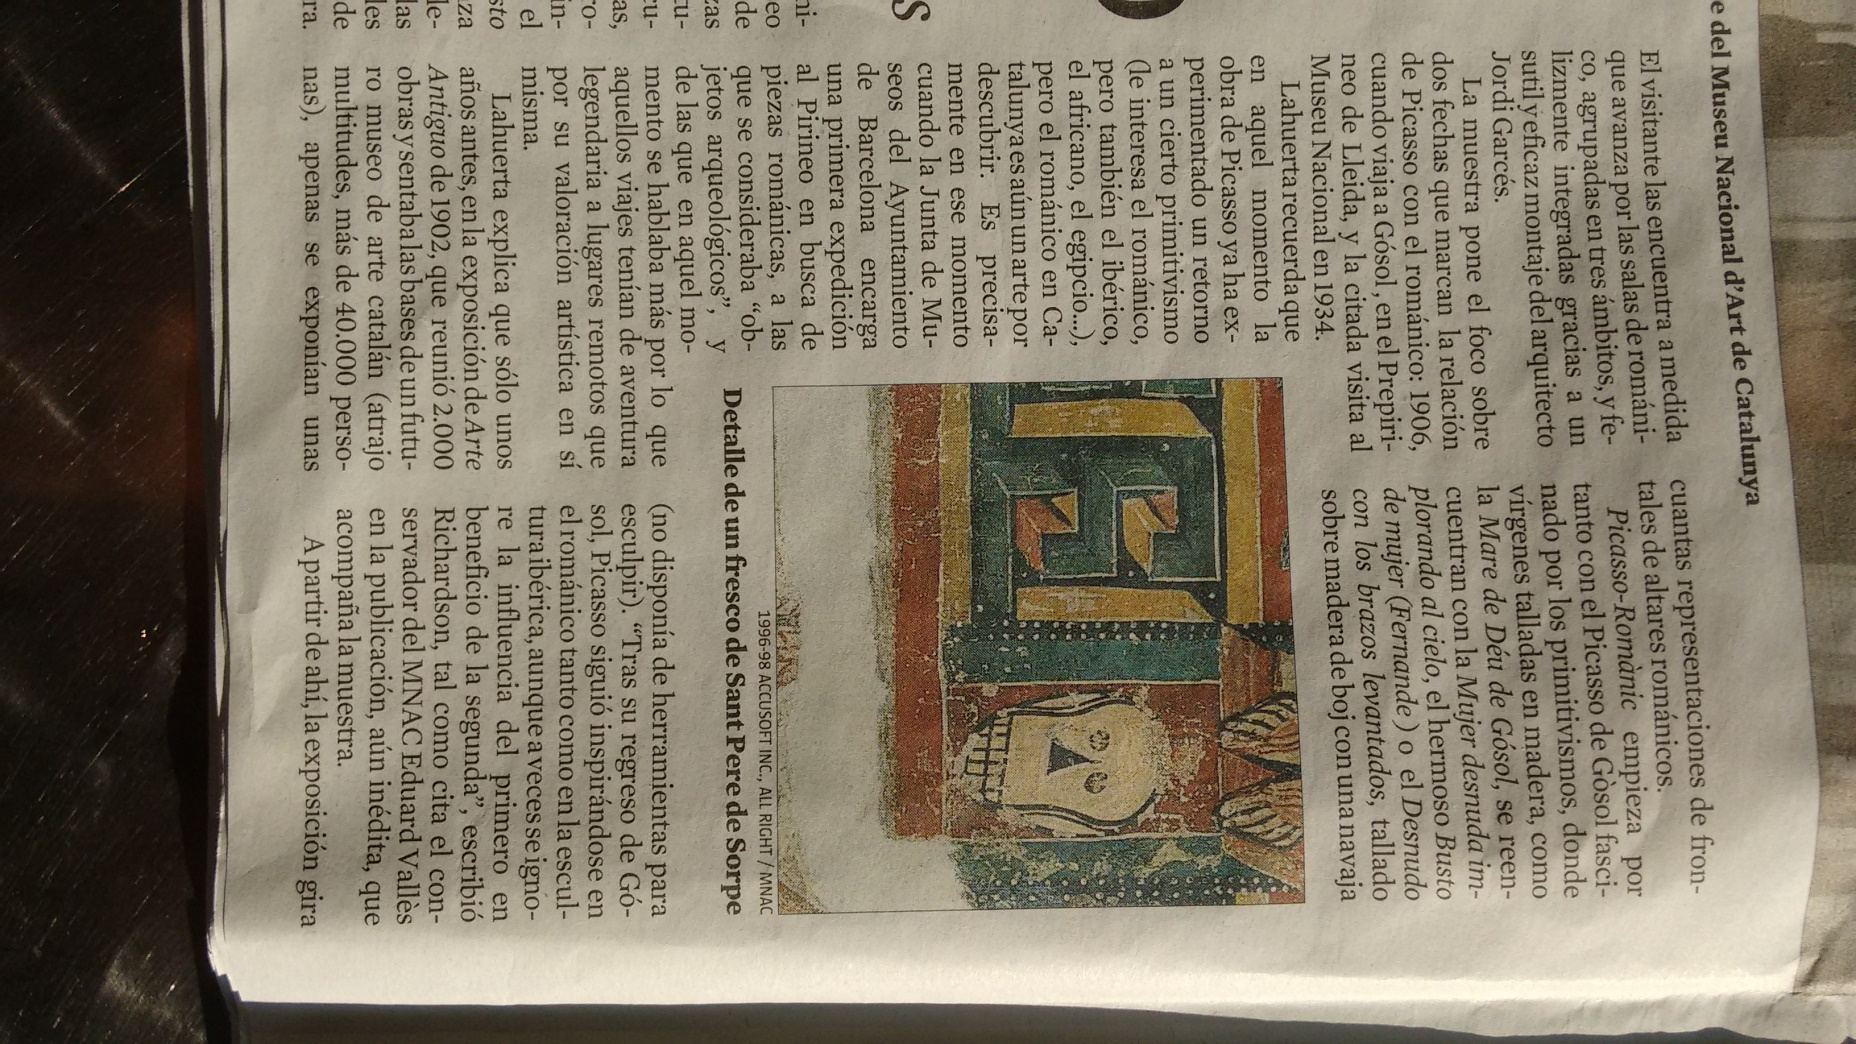 e del Museu Nacional d'Art de Catalunya
ni-
eo
de
zas
cu-
cu-
as,
ro-
in-
el
sto
nza
le-
las
les
de
ra.
S
El visitante las encuentra a medida
que avanza por las salas de románi-
co, agrupadas en tres ámbitos, y fe-
lizmente integradas gracias a un
sutil y eficaz montaje del arquitecto
Jordi Garcés.
La muestra pone el foco sobre
dos fechas que marcan la relación
de Picasso con el románico: 1906,
cuando viaja a Gósol, en el Prepiri-
neo de Lleida, y la citada visita al
Museu Nacional en 1934.
Lahuerta recuerda que
en aquel momento la
obra de Picasso ya ha ex-
perimentado un retorno
a un cierto primitivismo
(le interesa el románico,
pero también el ibérico,
el africano, el egipcio...),
pero el románico en Ca-
talunya es aún un arte por
descubrir. Es precisa-
mente en ese momento
cuando la Junta de Mu-
seos del Ayuntamiento
de Barcelona encarga
una primera expedición
al Pirineo en busca de
piezas románicas, a las
que se consideraba “ob-
jetos arqueológicos”, y
de las que en aquel mo-
mento se hablaba más por lo que
aquellos viajes tenían de aventura
legendaria a lugares remotos que
por su valoración artística en sí
misma.
Lahuerta explica que sólo unos
años antes, en la exposición de Arte
Antiguo de 1902, que reunió 2.000
obras y sentaba las bases de un futu-
ro museo de arte catalán (atrajo
multitudes, más de 40.000 perso-
nas), apenas se exponían unas
cuantas representaciones de fron-
tales de altares románicos.
Picasso-Romànic empieza por
tanto con el Picasso de Gòsol fasci-
nado por los primitivismos, donde
vírgenes talladas en madera, como
la Mare de Déu de Gósol, se reen-
cuentran con la Mujer desnuda im-
plorando al cielo, el hermoso Busto
de mujer (Fernande) o el Desnudo
con los brazos levantados, tallado
sobre madera de boj con una navaja
1996-98 ACCUSOFT INC., ALL RIGHT / MNAC
Detalle de un fresco de Sant Pere de Sorpe
(no disponía de herramientas para
esculpir). “Tras su regreso de Gó-
sol, Picasso siguió inspirándose en
el románico tanto como en la escul-
tura ibérica, aunque a veces se igno-
re la influencia del primero en
beneficio de la segunda”, escribió
Richardson, tal como cita el con-
servador del MNAC Eduard Vallès
en la publicación, aún inédita, que
acompaña la muestra.
A partir de ahí, la exposición gira